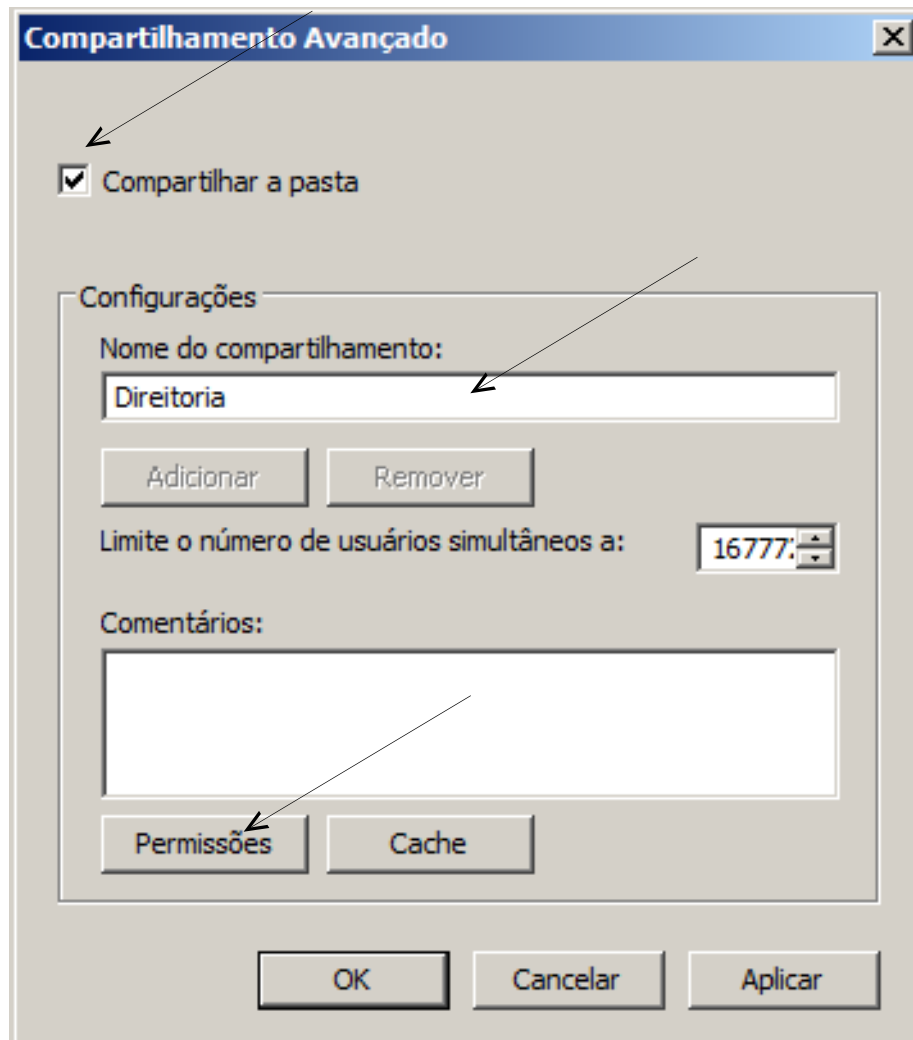 Compartilhamento Avançado
Compartilhar a pasta
Configurações
Nome do compartilhamento:
Direitoria
Adicionar Remover
Limite o número de usuários simultâneos a:
Comentários:
Permissões Cache
OK Cancelar Aplicar